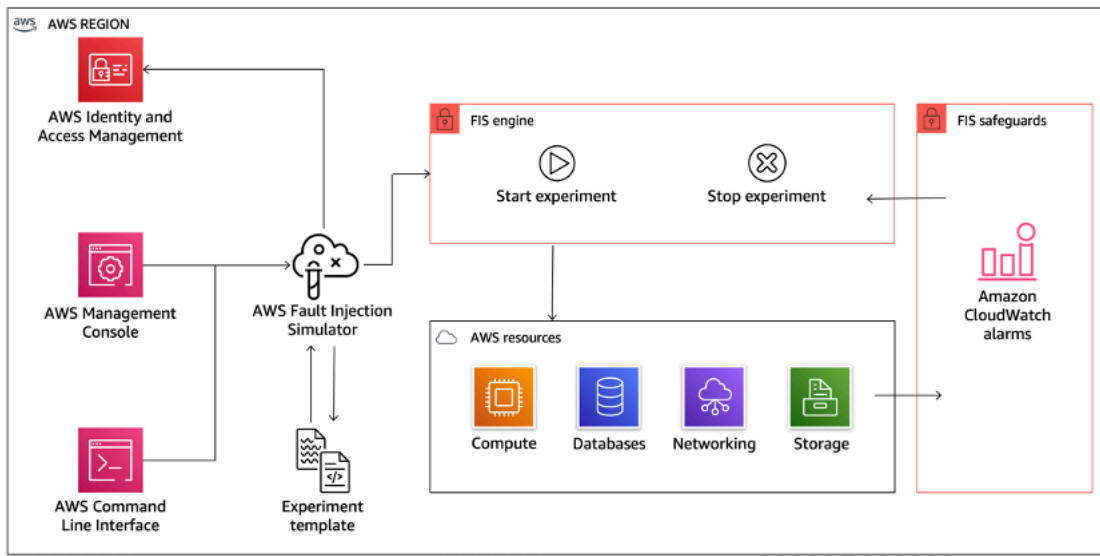 aws
AWS REGION
AWS Identity and
Access Management
FIS engine
FIS safeguards
Start experiment
Stop experiment
AWS Management
Console
AWS Fault Injection
Simulator
Amazon
CloudWatch
alarms
AWS resources
Compute
Databases
Networking
Storage
AWS Command
Line Interface
Experiment
template